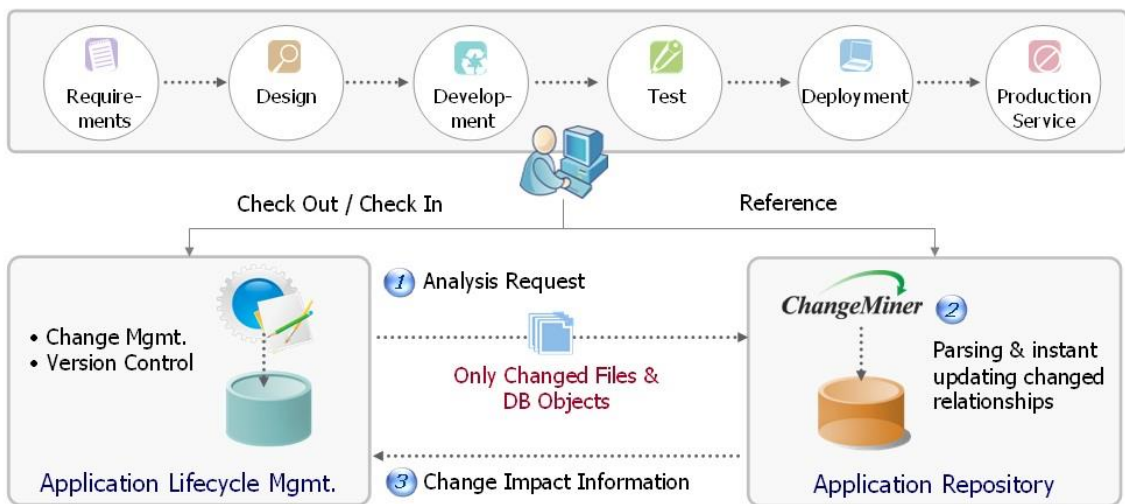 Require-
ments
Design
Develop-
ment
Test
Deployment
Production
Service
Check Out / Check In
Reference
• Change Mgmt.
• Version Control
Application Lifecycle Mgmt.
1 Analysis Request
Only Changed Files &
DB Objects
3 Change Impact Information
ChangeMiner 2
Parsing & instant
updating changed
relationships
Application Repository